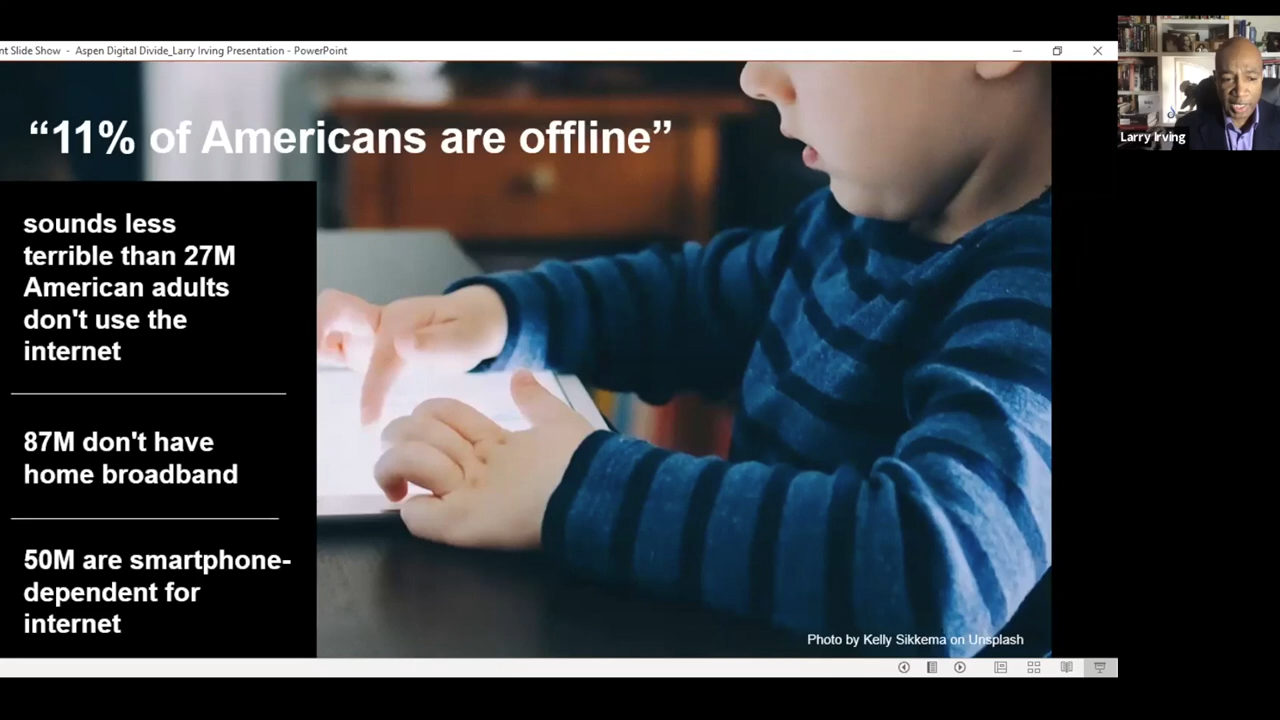 nt Slide Show - Aspen Digital Divide_Larry Irving Presentation - PowerPoint
“11% of Americans are offline”
sounds less
terrible than 27M
American adults
don't use the
internet
87M don't have
home broadband
50M are smartphone-
dependent for
internet
Photo by Kelly Sikkema on Unsplash
Larry Irving